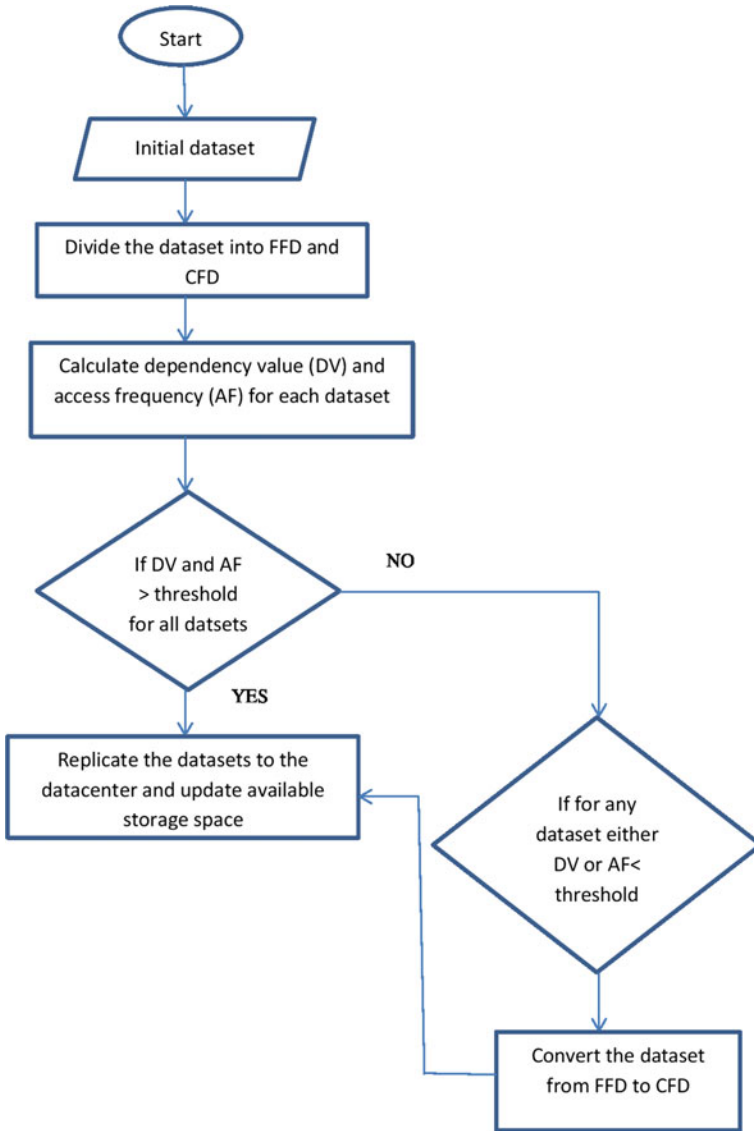 Start
Initial dataset
Divide the dataset into FFD and
CFD
Calculate dependency value (DV) and
access frequency (AF) for each dataset
If DV and AF
> threshold
for all datsets
NO
YES
Replicate the datasets to the
datacenter and update available
storage space
If for any
dataset either
DV or AF<
threshold
Convert the dataset
from FFD to CFD